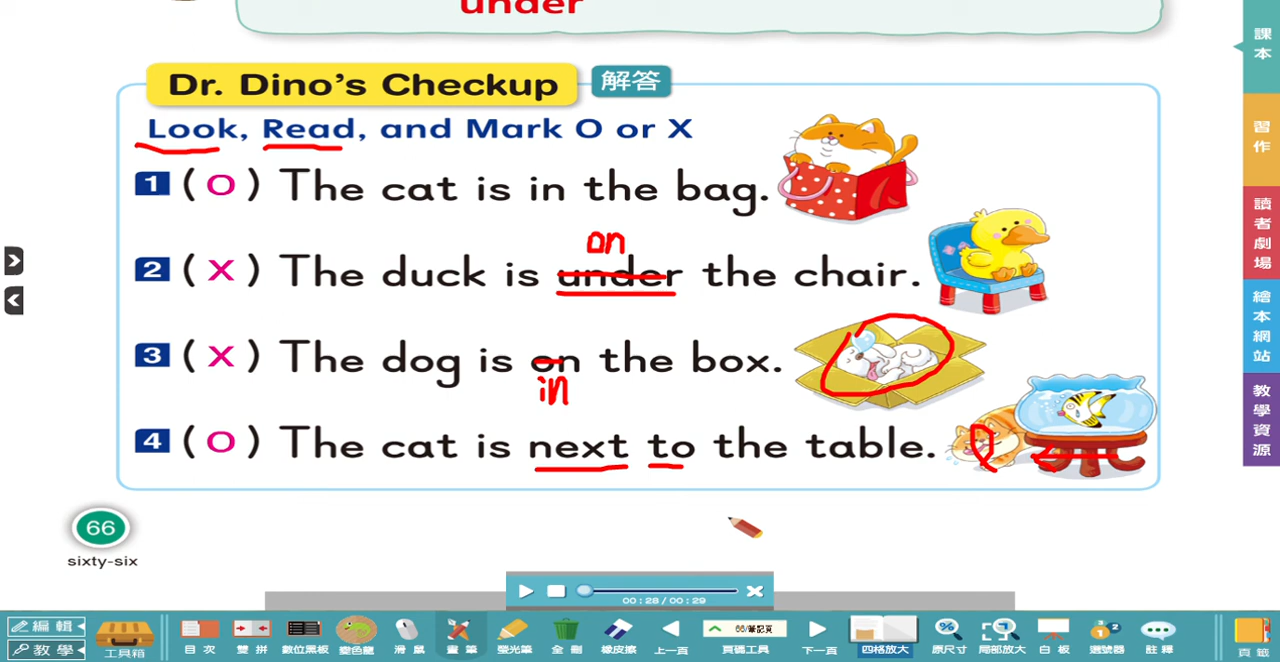 under
Dr. Dino's Checkup 解答
Look, Read, and Mark O or X
1 ( O ) The cat is in the bag.
on
2 ( X ) The duck is under the chair.
3 ( X ) The dog is on the box.
in
4 ( O ) The cat is next to the table.
66
sixty-six
課本
習作
讀者劇場
繪本網站
教學資源
00:28 / 00:29
編輯
教學
工具箱 目次 雙拼 數位黑板 變色龍 滑鼠 畫筆 螢光筆 全刪 橡皮擦 上一頁 66/筆記頁 頁碼工具 下一頁 四格放大 原尺寸 局部放大 白板 選號器 註釋 頁籤